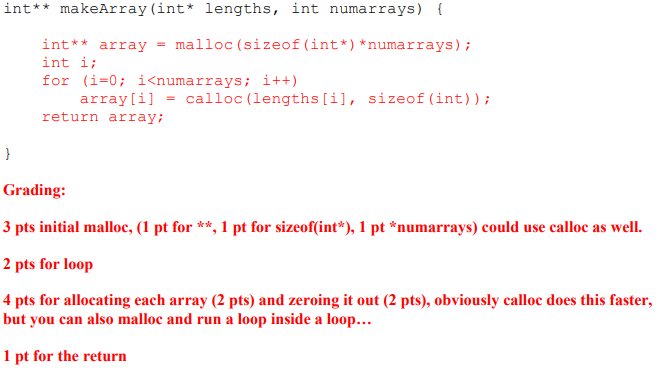 int** makeArray(int* lengths, int numarrays) {
int** array = malloc(sizeof(int*)*numarrays);
int i;
for (i=0; i<numarrays; i++)
array[i] = calloc(lengths[i], sizeof(int));
return array;
}
Grading:
3 pts initial malloc, (1 pt for **, 1 pt for sizeof(int*), 1 pt *numarrays) could use calloc as well.
2 pts for loop
4 pts for allocating each array (2 pts) and zeroing it out (2 pts), obviously calloc does this faster,
but you can also malloc and run a loop inside a loop…
1 pt for the return